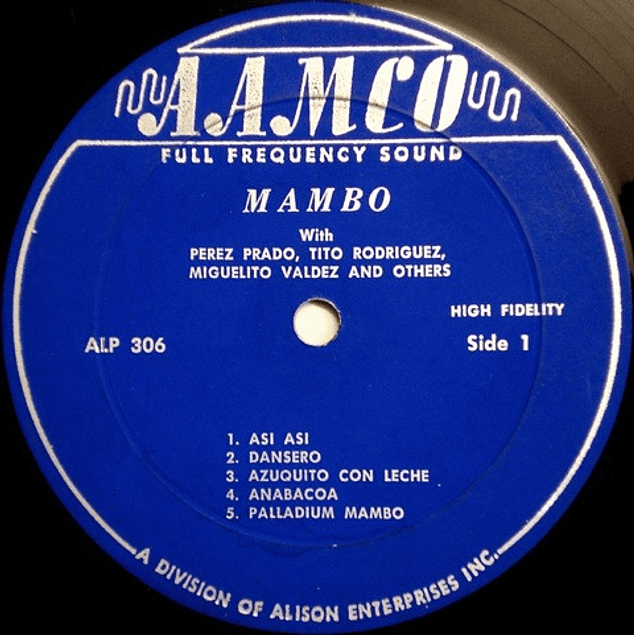 AAMCO
FULL FREQUENCY SOUND
MAMBO
With
PEREZ PRADO, TITO RODRIGUEZ,
MIGUELITO VALDEZ AND OTHERS
HIGH FIDELITY
ALP 306
Side 1
1. ASI ASI
2. DANSERO
3. AZUQUITO CON LECHE
4. ANABACOA
5. PALLADIUM MAMBO
A DIVISION OF ALISON ENTERPRISES INC.